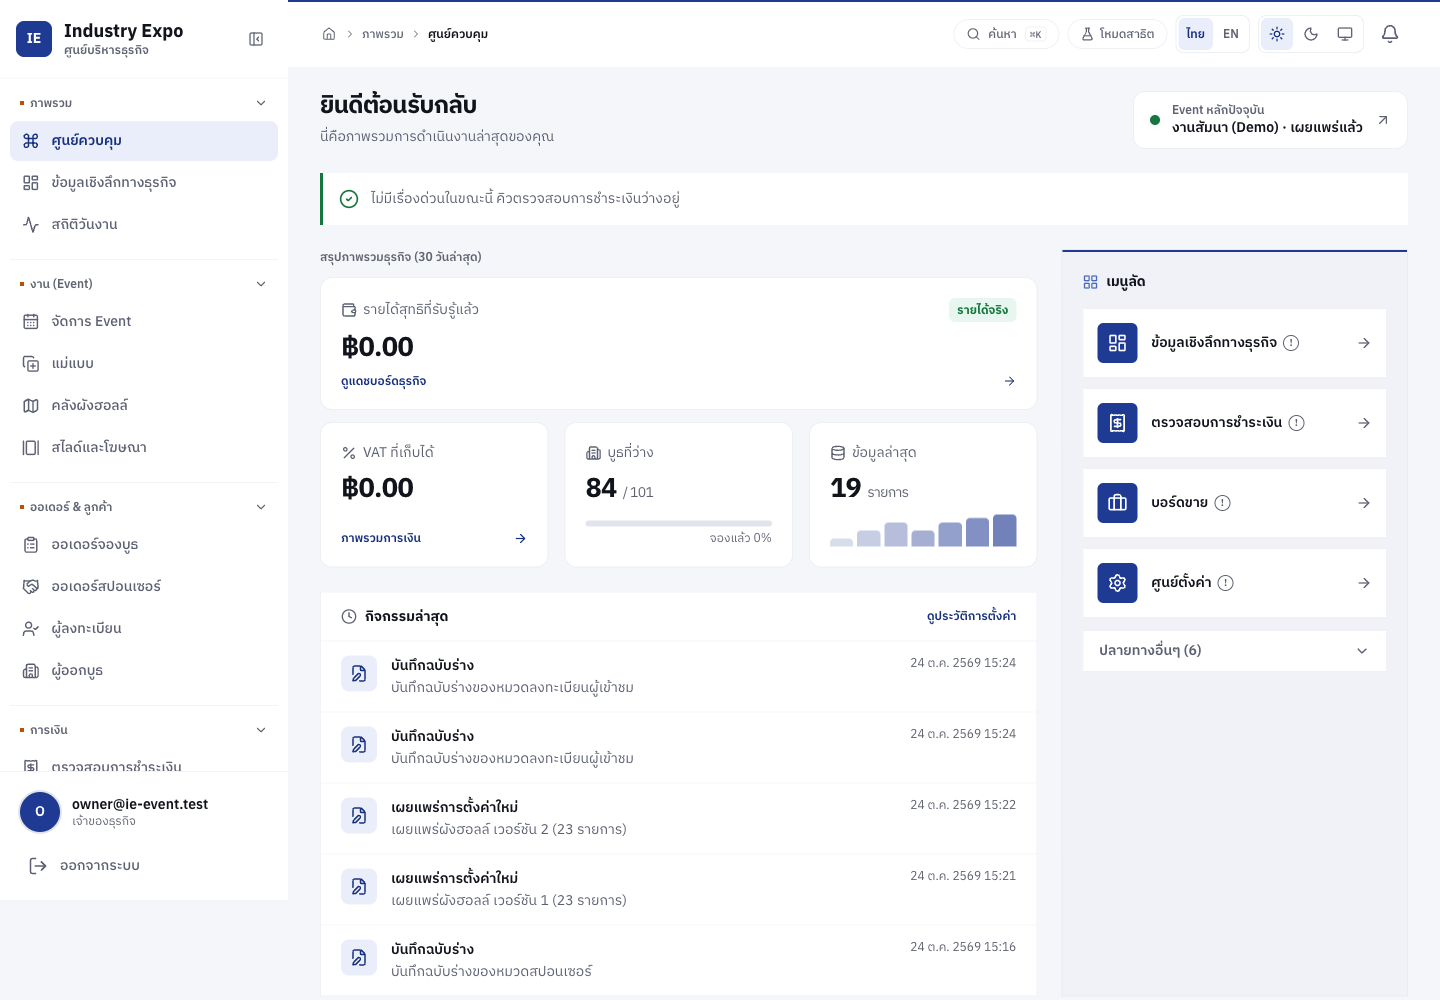 IE
Industry Expo
ศูนย์บริหารธุรกิจ
ภาพรวม
ศูนย์ควบคุม
ข้อมูลเชิงลึกทางธุรกิจ
สถิติวันงาน
งาน (Event)
จัดการ Event
แม่แบบ
คลังผังฮอลล์
สไลด์และโฆษณา
ออเดอร์ & ลูกค้า
ออเดอร์จองบูธ
ออเดอร์สปอนเซอร์
ผู้ลงทะเบียน
ผู้ออกบูธ
การเงิน
ตรวจสอบการชำระเงิน
O
owner@ie-event.test
เจ้าของธุรกิจ
ออกจากระบบ
ภาพรวม
ศูนย์ควบคุม
ค้นหา
⌘K
โหมดสาธิต
ไทย
EN
ยินดีต้อนรับกลับ
นี่คือภาพรวมการดำเนินงานล่าสุดของคุณ
Event หลักปัจจุบัน
งานสัมนา (Demo) · เผยแพร่แล้ว
ไม่มีเรื่องด่วนในขณะนี้ คิวตรวจสอบการชำระเงินว่างอยู่
สรุปภาพรวมธุรกิจ (30 วันล่าสุด)
รายได้สุทธิที่รับรู้แล้ว
รายได้จริง
฿0.00
ดูแดชบอร์ดธุรกิจ
VAT ที่เก็บได้
฿0.00
ภาพรวมการเงิน
บูธที่ว่าง
84 / 101
จองแล้ว 0%
ข้อมูลล่าสุด
19 รายการ
กิจกรรมล่าสุด
ดูประวัติการตั้งค่า
บันทึกฉบับร่าง
24 ต.ค. 2569 15:24
บันทึกฉบับร่างของหมวดลงทะเบียนผู้เข้าชม
บันทึกฉบับร่าง
24 ต.ค. 2569 15:24
บันทึกฉบับร่างของหมวดลงทะเบียนผู้เข้าชม
เผยแพร่การตั้งค่าใหม่
24 ต.ค. 2569 15:22
เผยแพร่ผังฮอลล์ เวอร์ชัน 2 (23 รายการ)
เผยแพร่การตั้งค่าใหม่
24 ต.ค. 2569 15:21
เผยแพร่ผังฮอลล์ เวอร์ชัน 1 (23 รายการ)
บันทึกฉบับร่าง
24 ต.ค. 2569 15:16
บันทึกฉบับร่างของหมวดสปอนเซอร์
เมนูลัด
ข้อมูลเชิงลึกทางธุรกิจ
ตรวจสอบการชำระเงิน
บอร์ดขาย
ศูนย์ตั้งค่า
ปลายทางอื่นๆ (6)